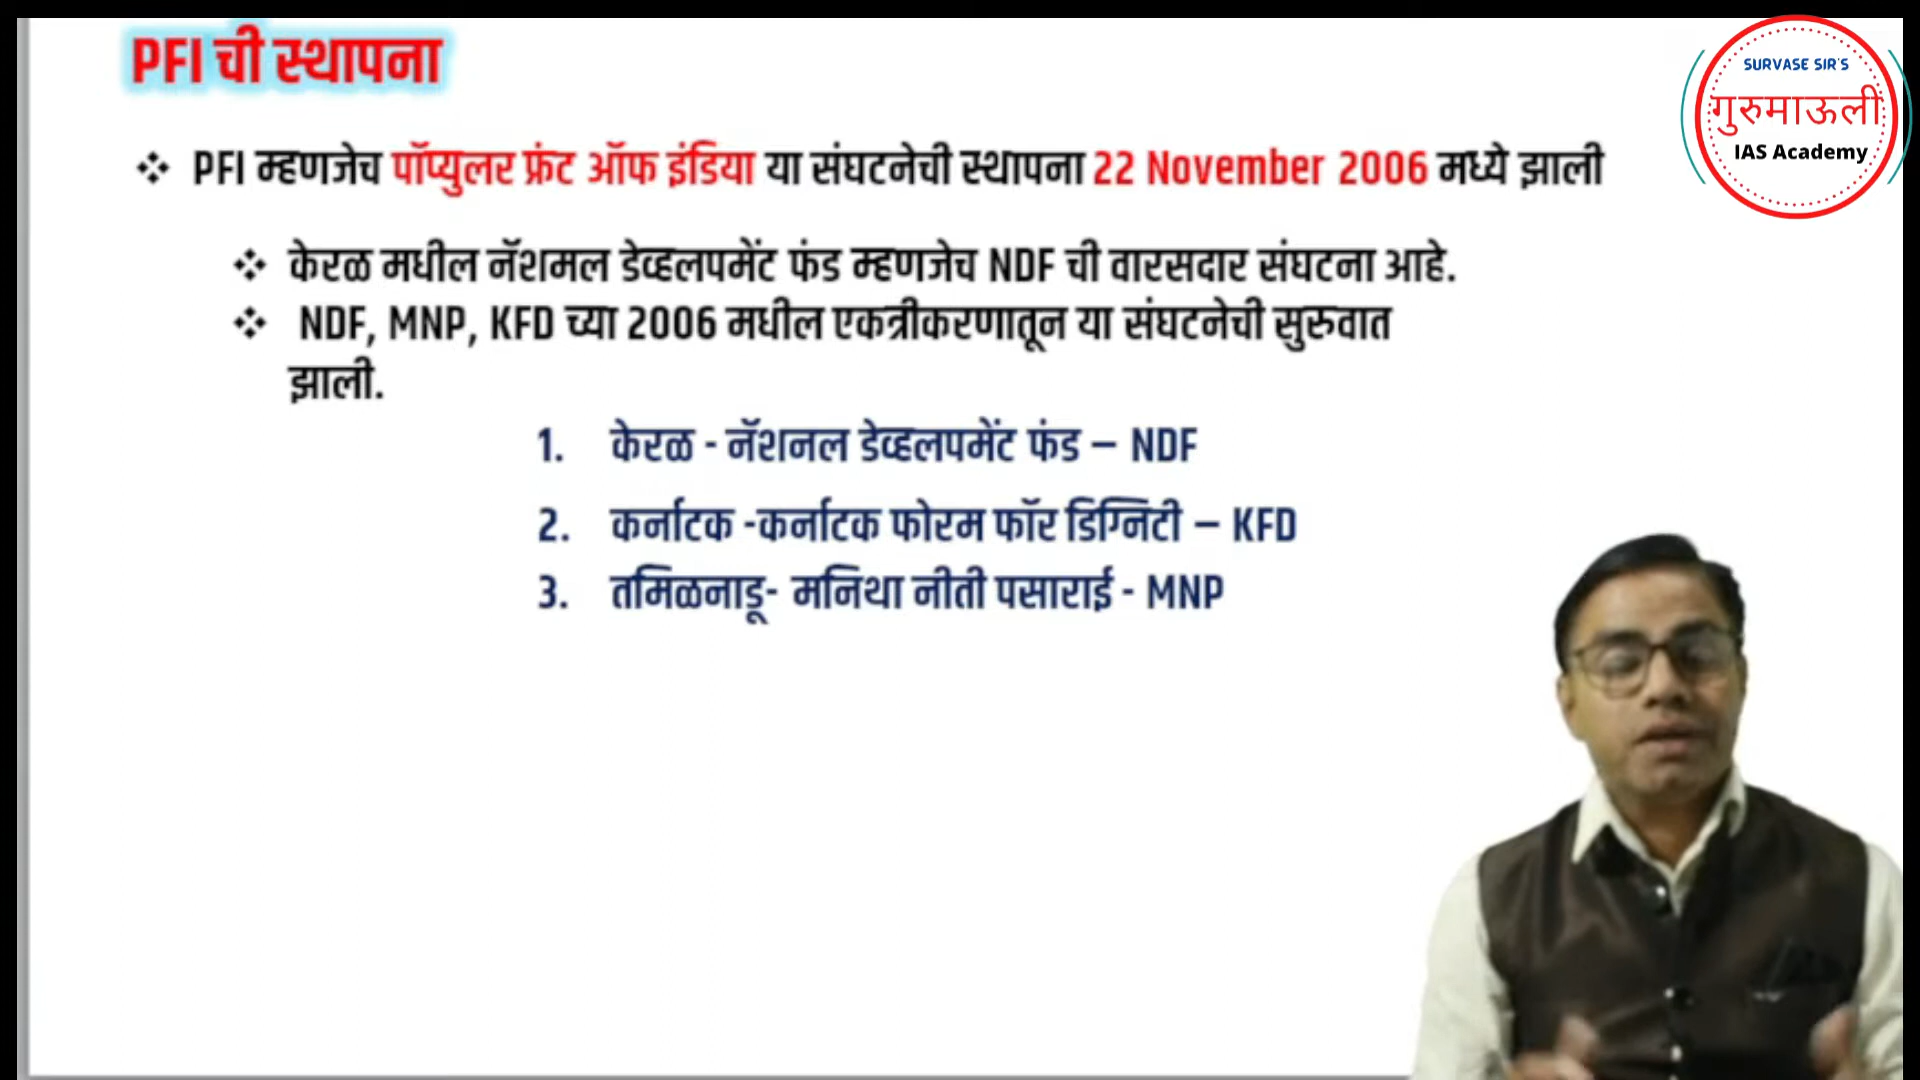 PFI ची स्थापना
SURVASE SIR'S
गुरुमाऊली
IAS Academy
❖ PFI म्हणजेच पॉप्युलर फ्रंट ऑफ इंडिया या संघटनेची स्थापना 22 November 2006 मध्ये झाली
❖ केरळ मधील नॅशमल डेव्हलपमेंट फंड म्हणजेच NDF ची वारसदार संघटना आहे.
❖ NDF, MNP, KFD च्या 2006 मधील एकत्रीकरणातून या संघटनेची सुरुवात
झाली.
1. केरळ - नॅशनल डेव्हलपमेंट फंड – NDF
2. कर्नाटक -कर्नाटक फोरम फॉर डिग्निटी – KFD
3. तमिळनाडू- मनिथा नीती पसाराई - MNP